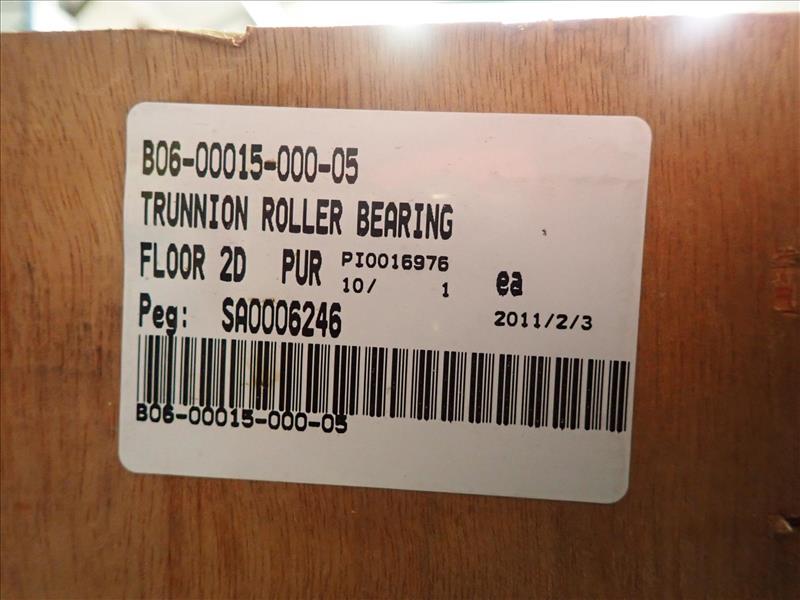 B06-00015-000-05
TRUNNION ROLLER BEARING
FLOOR 2D PUR PI0016976
10/ 1 ea
Peg: SA0006246 2011/2/3
B06-00015-000-05